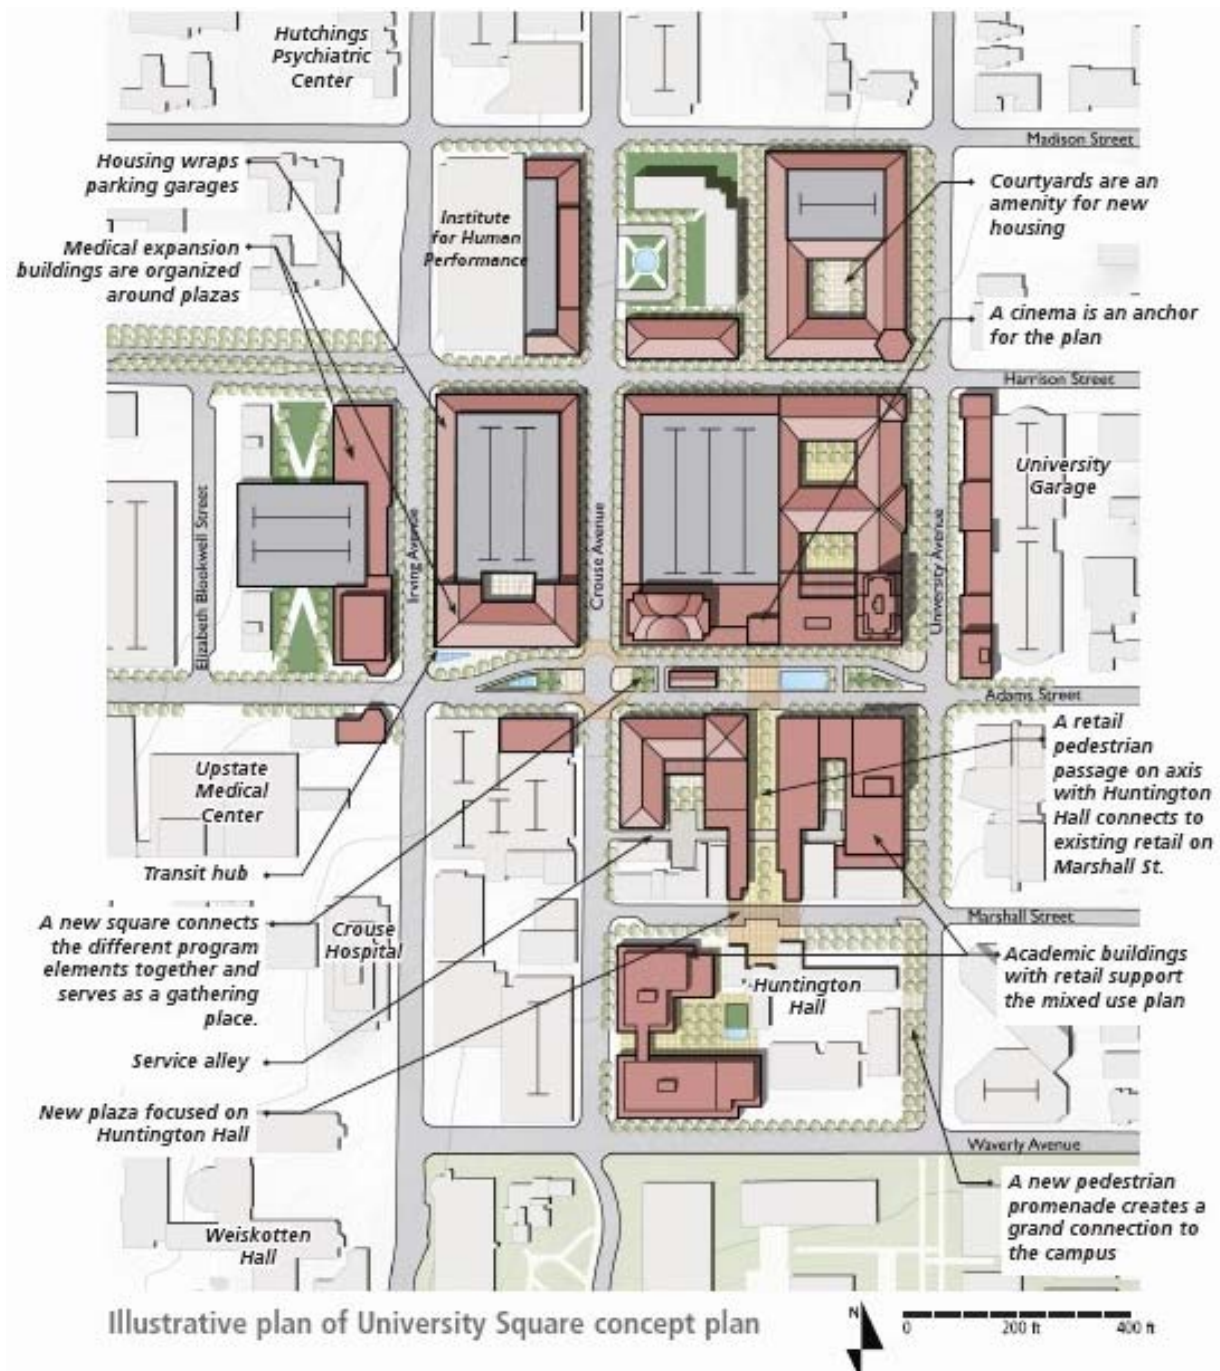 Hutchings
Psychiatric
Center
Madison Street
Housing wraps
parking garages
Institute
for Human
Performance
Courtyards are an
amenity for new
housing
Medical expansion
buildings are organized
around plazas
A cinema is an anchor
for the plan
Harrison Street
University
Garage
Elizabeth Blookwell Street
Irving Avenue
Crouse Avenue
University Avenue
Adams Street
Upstate
Medical
Center
A retail
pedestrian
passage on axis
with Huntington
Hall connects to
existing retail on
Marshall St.
Transit hub
Marshall Street
A new square connects
the different program
elements together and
serves as a gathering
place.
Crouse
Hospital
Huntington
Hall
Academic buildings
with retail support
the mixed use plan
Service alley
New plaza focused on
Huntington Hall
Waverly Avenue
Weiskotten
Hall
A new pedestrian
promenade creates a
grand connection to
the campus
Illustrative plan of University Square concept plan
N
0 200 ft 400 ft